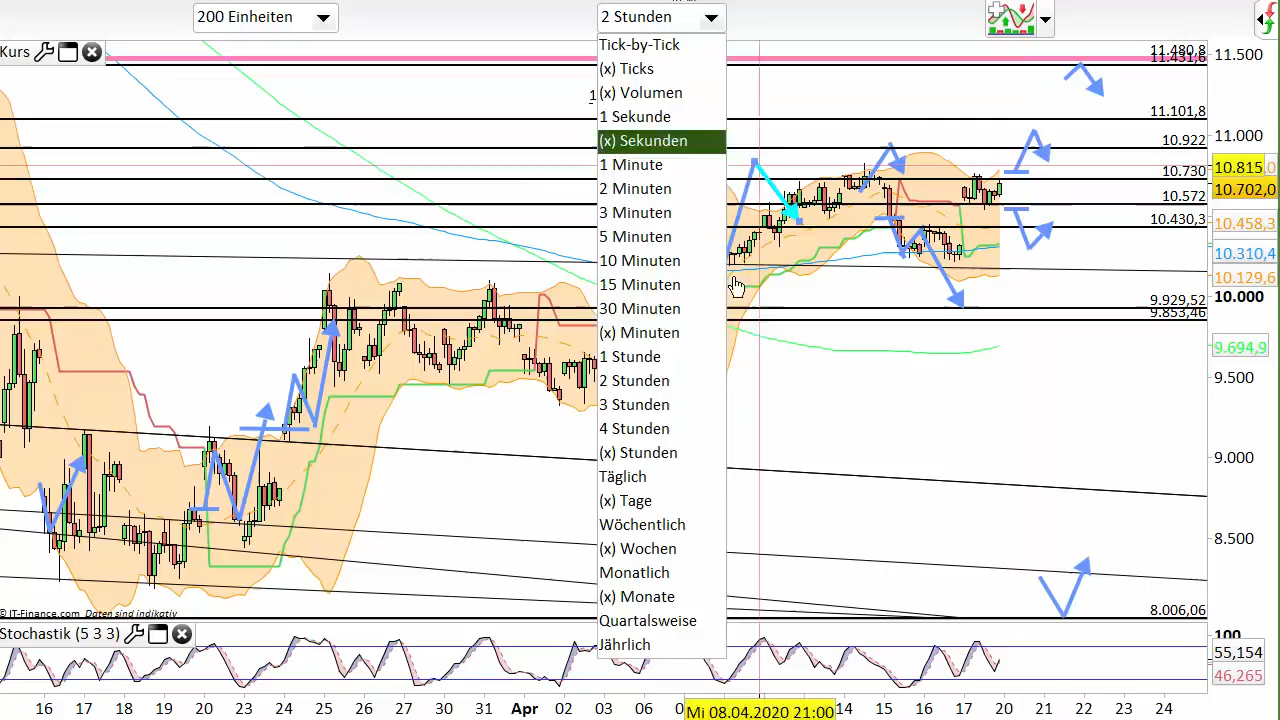 200 Einheiten
2 Stunden
Kurs
Tick-by-Tick
(x) Ticks
(x) Volumen
1 Sekunde
(x) Sekunden
1 Minute
2 Minuten
3 Minuten
5 Minuten
10 Minuten
15 Minuten
30 Minuten
(x) Minuten
1 Stunde
2 Stunden
3 Stunden
4 Stunden
(x) Stunden
Täglich
(x) Tage
Wöchentlich
(x) Wochen
Monatlich
(x) Monate
Quartalsweise
Jährlich
11.480,8
11.431,6
11.101,8
10.922
10.730
10.572
10.430,3
9.929,52
9.853,46
8.006,06
11.500
11.000
10.815
10.702,0
10.458,3
10.310,4
10.129,6
10.000
9.694,9
9.500
9.000
8.500
© IT-Finance.com Daten sind indikativ
Stochastik (5 3 3)
100
55,154
46,265
16 17 18 19 20 23 24 25 26 27 30 31 Apr 02 03 06 Mi 08.04.2020 21:00 14 15 16 17 20 21 22 23 24